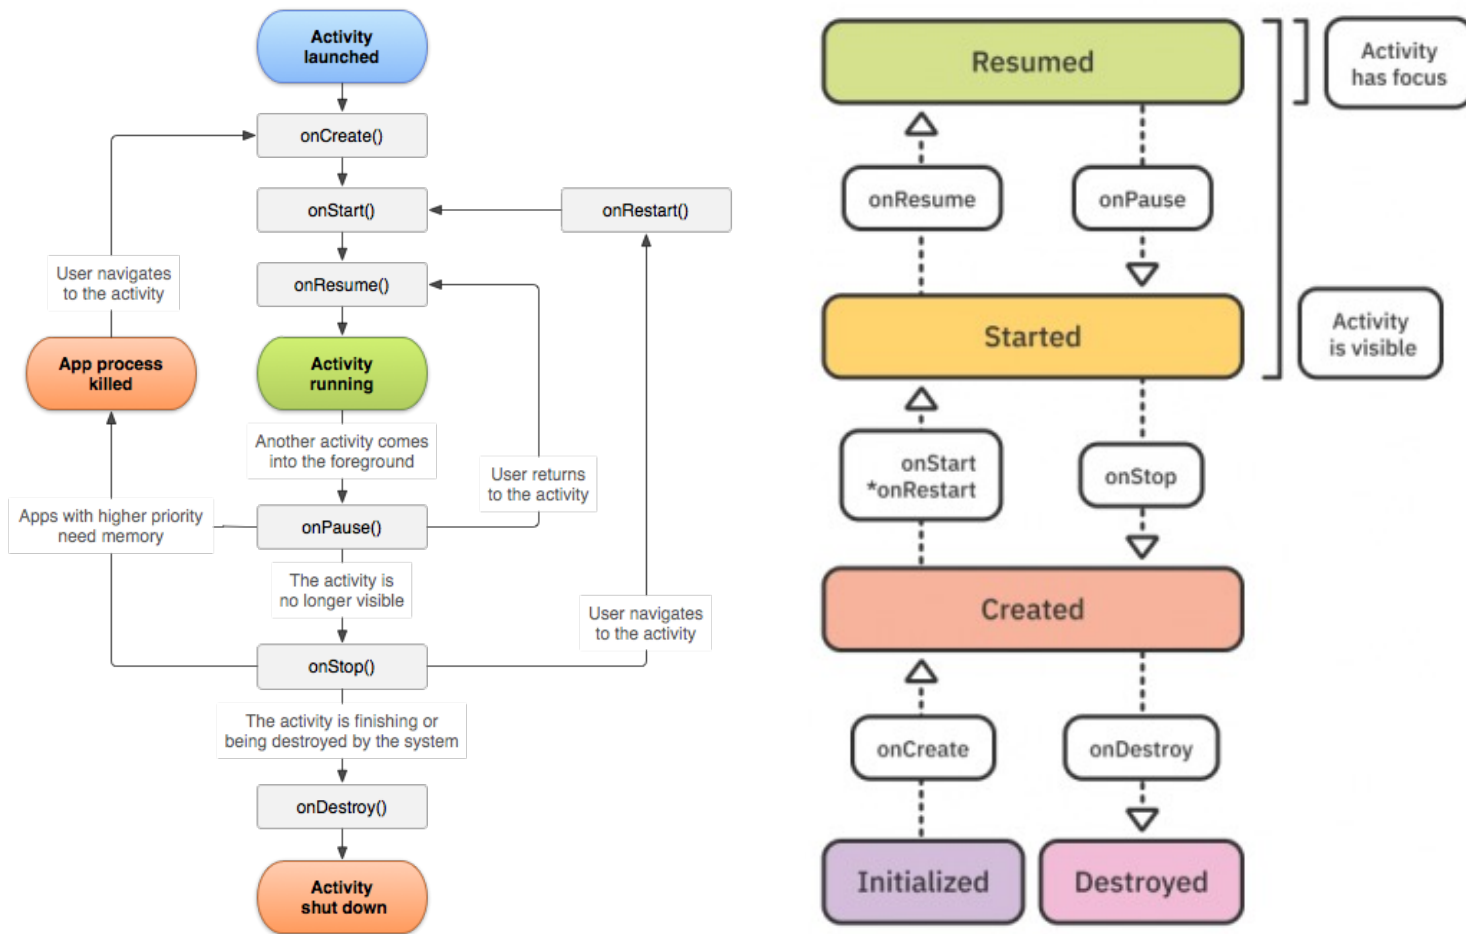 Activity
launched
onCreate()
onStart()
onRestart()
User navigates
to the activity
onResume()
App process
killed
Activity
running
Another activity comes
into the foreground
User returns
to the activity
Apps with higher priority
need memory
onPause()
The activity is
no longer visible
User navigates
to the activity
onStop()
The activity is finishing or
being destroyed by the system
onDestroy()
Activity
shut down
Resumed
Activity
has focus
onResume
onPause
Started
Activity
is visible
onStart
*onRestart
onStop
Created
onCreate
onDestroy
Initialized
Destroyed